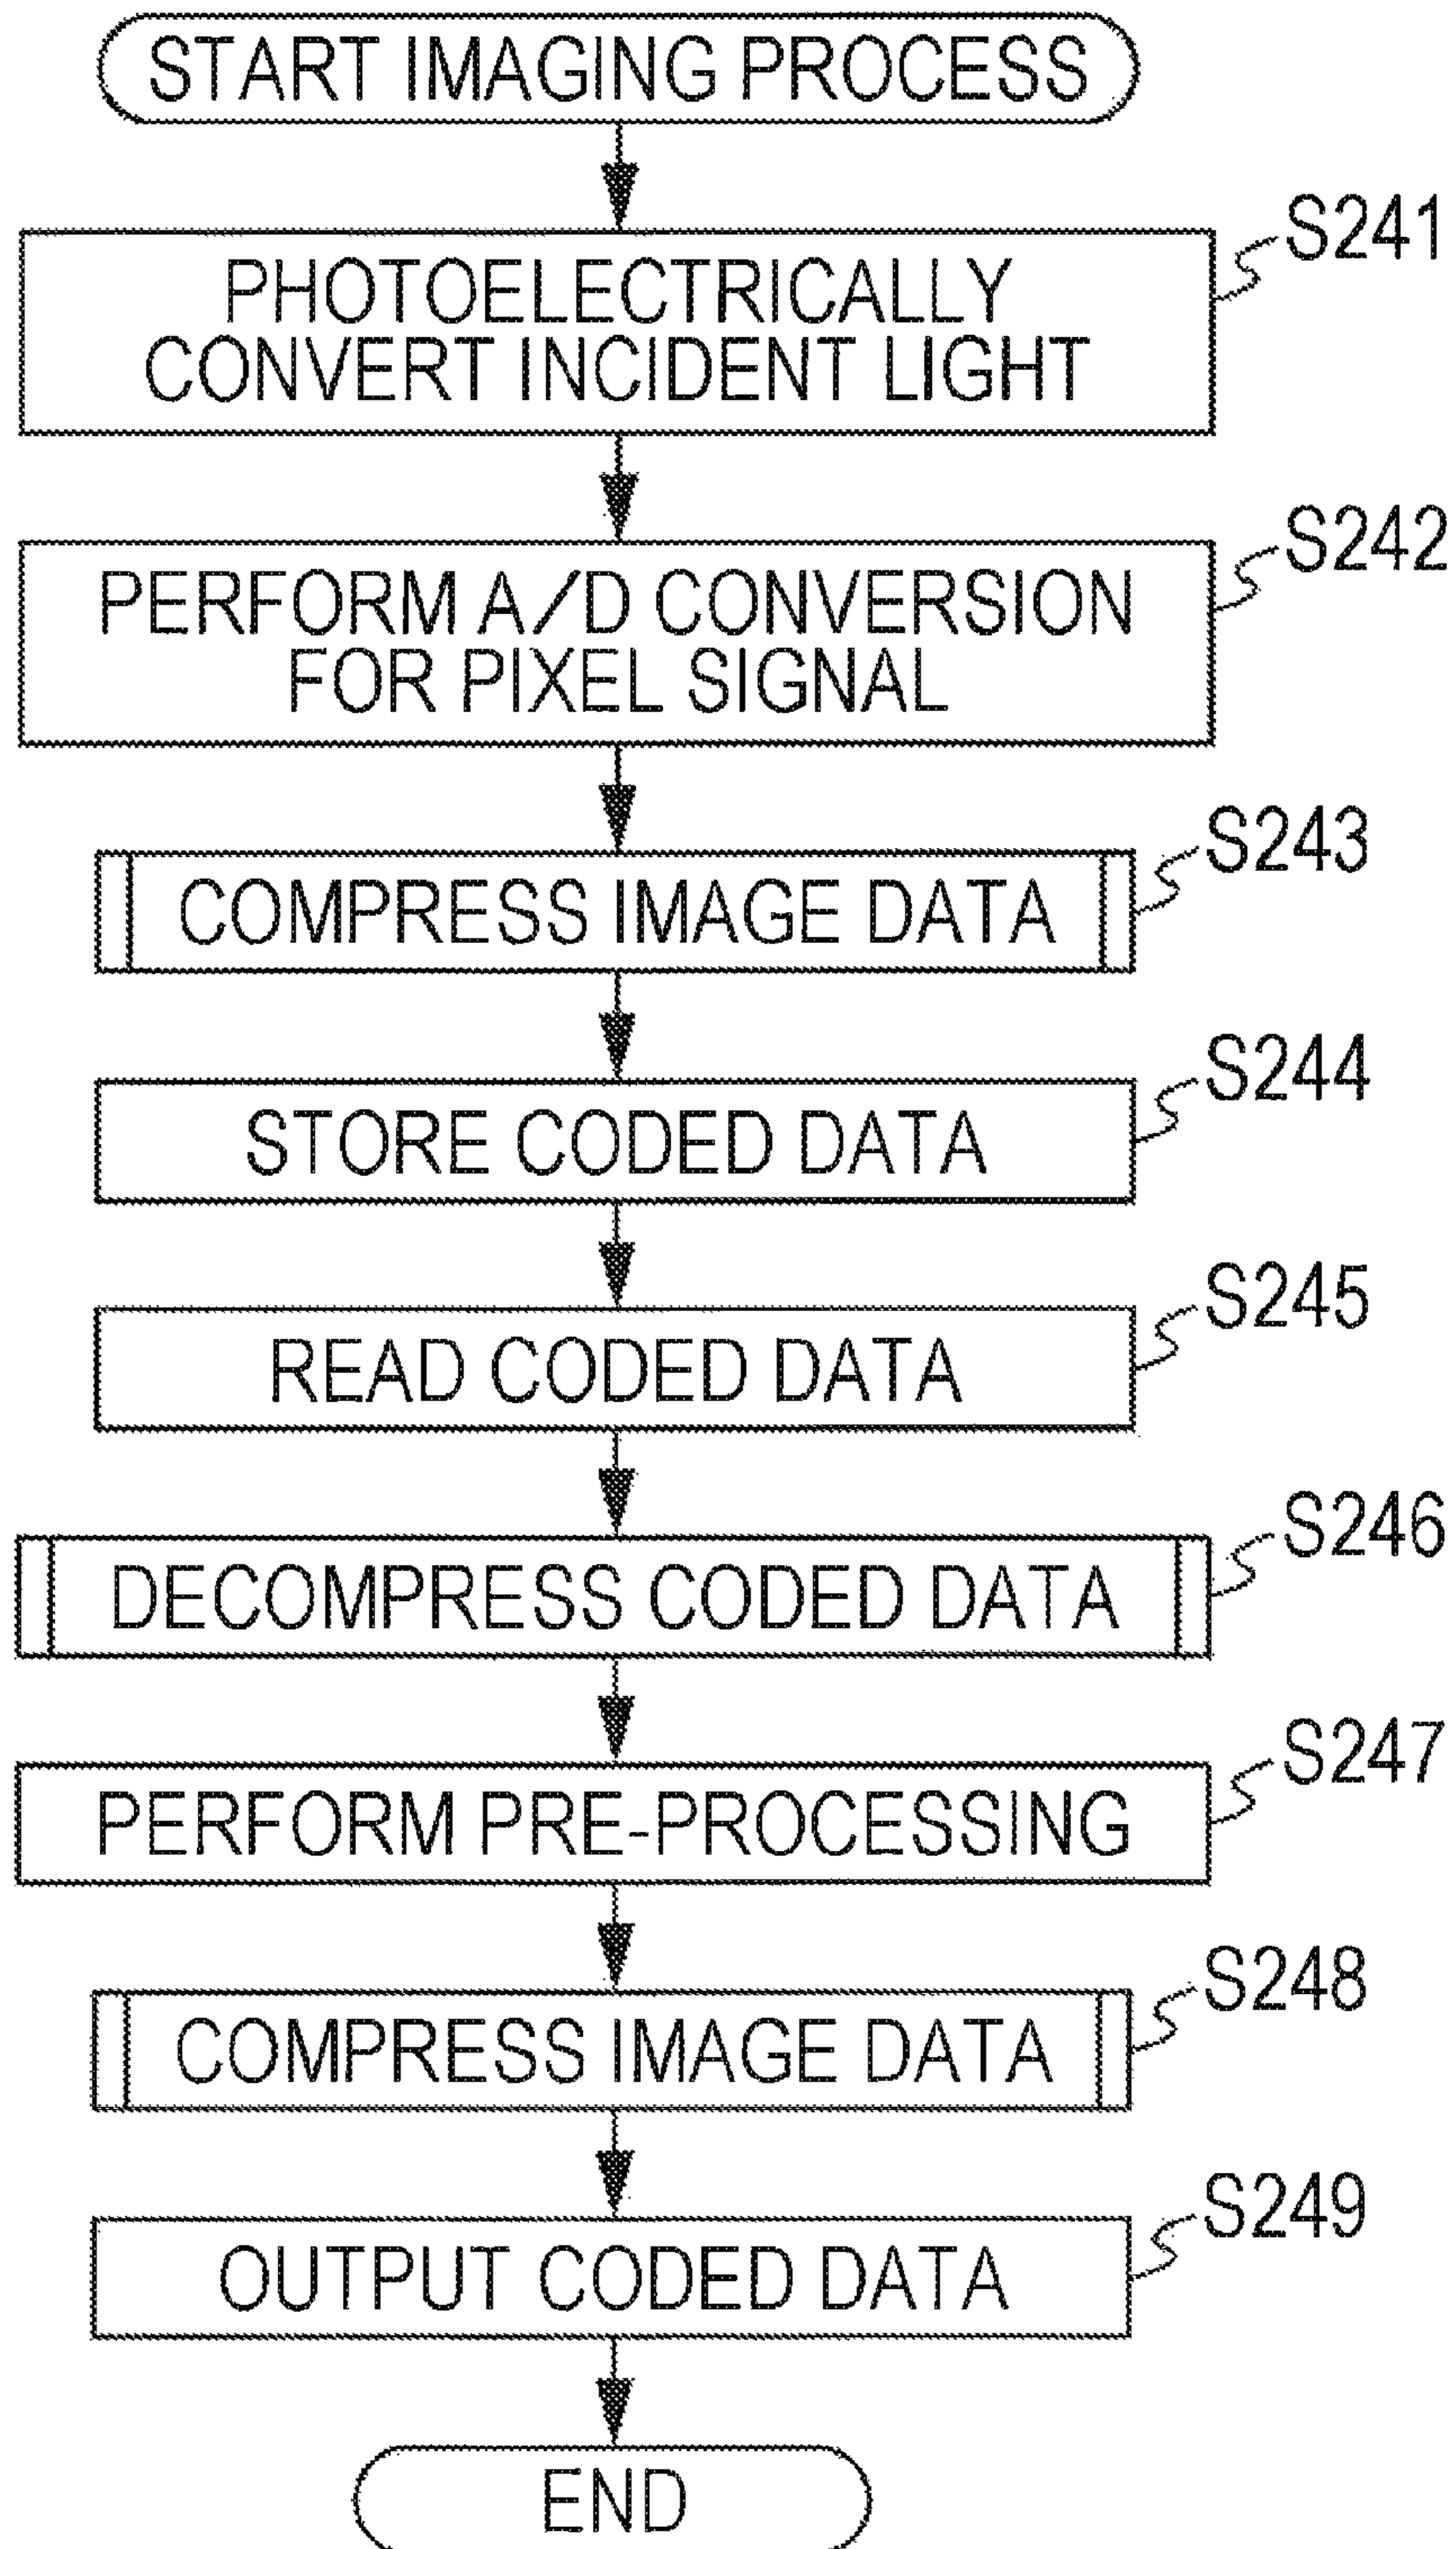 START IMAGING PROCESS
S241
PHOTOELECTRICALLY
CONVERT INCIDENT LIGHT
S242
PERFORM A/D CONVERSION
FOR PIXEL SIGNAL
S243
COMPRESS IMAGE DATA
S244
STORE CODED DATA
S245
READ CODED DATA
S246
DECOMPRESS CODED DATA
S247
PERFORM PRE-PROCESSING
S248
COMPRESS IMAGE DATA
S249
OUTPUT CODED DATA
END